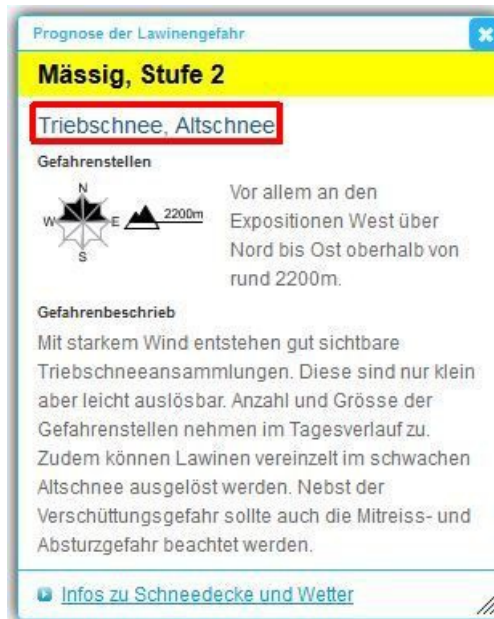 Prognose der Lawinengefahr
Mässig, Stufe 2
Triebschnee, Altschnee
Gefahrenstellen
N
W
E
S
2200m
Vor allem an den
Expositionen West über
Nord bis Ost oberhalb von
rund 2200m.
Gefahrenbeschrieb
Mit starkem Wind entstehen gut sichtbare
Triebschneeansammlungen. Diese sind nur klein
aber leicht auslösbar. Anzahl und Grösse der
Gefahrenstellen nehmen im Tagesverlauf zu.
Zudem können Lawinen vereinzelt im schwachen
Altschnee ausgelöst werden. Nebst der
Verschüttungsgefahr sollte auch die Mitreiss- und
Absturzgefahr beachtet werden.
Infos zu Schneedecke und Wetter